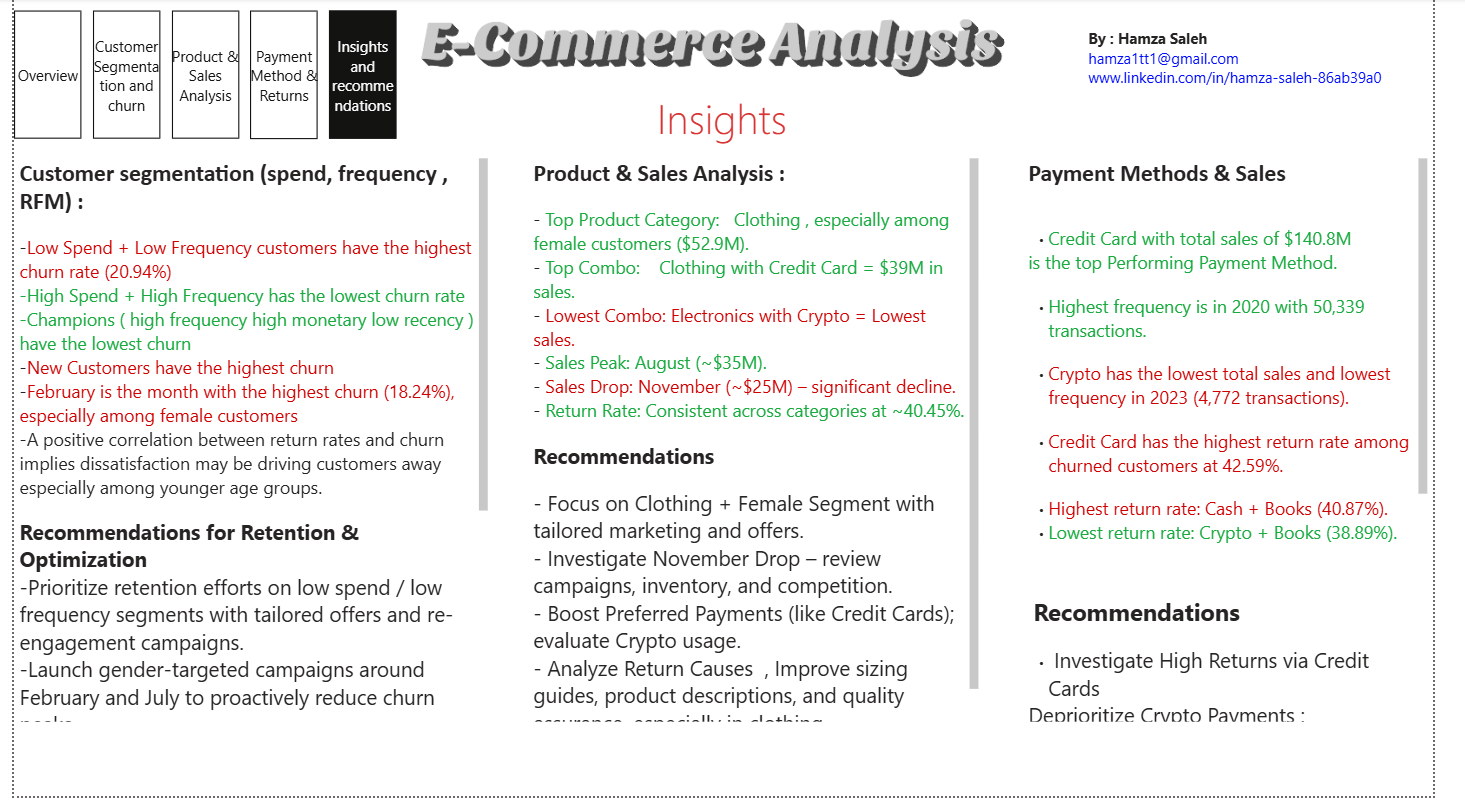 Overview
Customer
Segmenta
tion and
churn
Product &
Sales
Analysis
Payment
Method &
Returns
Insights
and
recomme
ndations
E-Commerce Analysis
By : Hamza Saleh
hamza1tt1@gmail.com
www.linkedin.com/in/hamza-saleh-86ab39a0
Insights
Customer segmentation (spend, frequency ,
RFM) :
-Low Spend + Low Frequency customers have the highest
churn rate (20.94%)
-High Spend + High Frequency has the lowest churn rate
-Champions ( high frequency high monetary low recency )
have the lowest churn
-New Customers have the highest churn
-February is the month with the highest churn (18.24%),
especially among female customers
-A positive correlation between return rates and churn
implies dissatisfaction may be driving customers away
especially among younger age groups.
Recommendations for Retention &
Optimization
-Prioritize retention efforts on low spend / low
frequency segments with tailored offers and re-
engagement campaigns.
-Launch gender-targeted campaigns around
February and July to proactively reduce churn
Product & Sales Analysis :
- Top Product Category: Clothing , especially among
female customers ($52.9M).
- Top Combo: Clothing with Credit Card = $39M in
sales.
- Lowest Combo: Electronics with Crypto = Lowest
sales.
- Sales Peak: August (~$35M).
- Sales Drop: November (~$25M) – significant decline.
- Return Rate: Consistent across categories at ~40.45%.
Recommendations
- Focus on Clothing + Female Segment with
tailored marketing and offers.
- Investigate November Drop – review
campaigns, inventory, and competition.
- Boost Preferred Payments (like Credit Cards);
evaluate Crypto usage.
- Analyze Return Causes , Improve sizing
guides, product descriptions, and quality
assurance, especially in clothing
Payment Methods & Sales
• Credit Card with total sales of $140.8M
is the top Performing Payment Method.
• Highest frequency is in 2020 with 50,339
transactions.
• Crypto has the lowest total sales and lowest
frequency in 2023 (4,772 transactions).
• Credit Card has the highest return rate among
churned customers at 42.59%.
• Highest return rate: Cash + Books (40.87%).
• Lowest return rate: Crypto + Books (38.89%).
Recommendations
• Investigate High Returns via Credit
Cards
Deprioritize Crypto Payments :